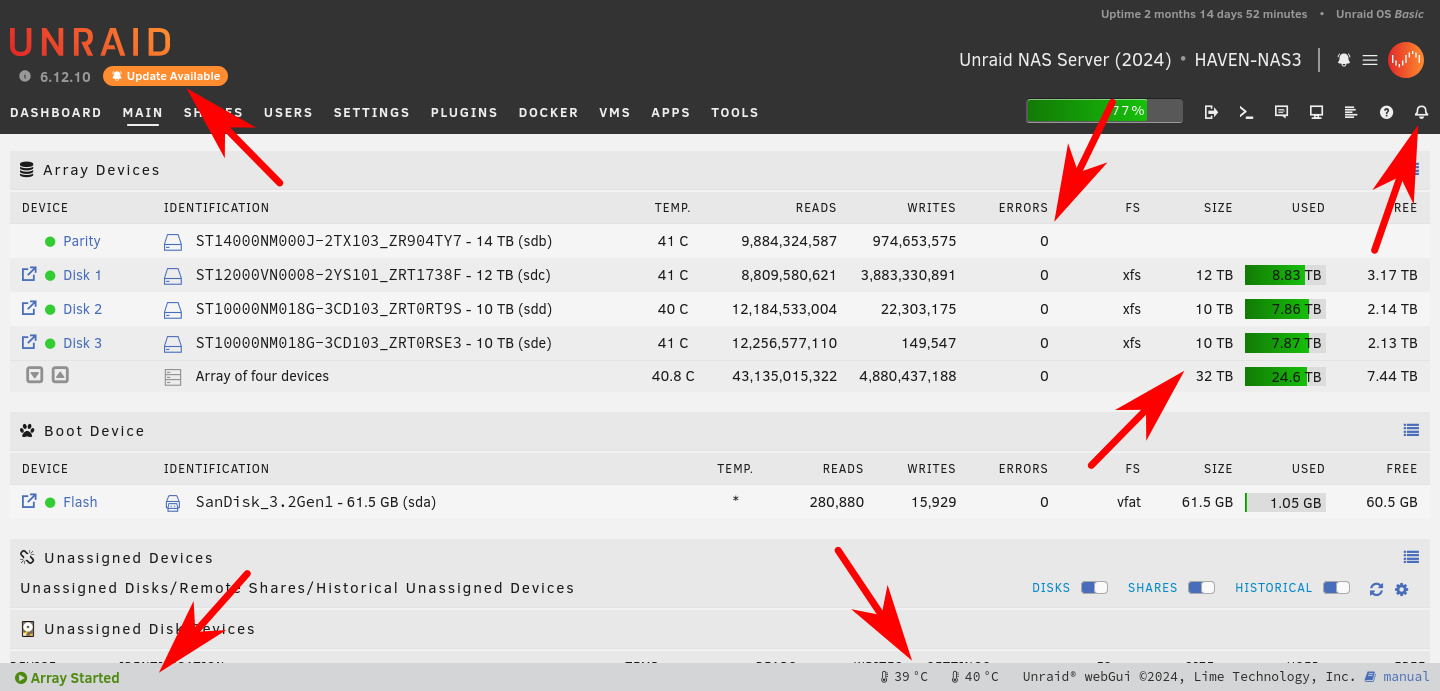 Uptime 2 months 14 days 52 minutes • Unraid OS Basic
UNRAID
Unraid NAS Server (2024) • HAVEN-NAS3
6.12.10 Update Available
DASHBOARD MAIN SHARES USERS SETTINGS PLUGINS DOCKER VMS APPS TOOLS 77%
Array Devices
DEVICE IDENTIFICATION TEMP. READS WRITES ERRORS FS SIZE USED FREE
Parity ST14000NM000J-2TX103_ZR904TY7 - 14 TB (sdb) 41 C 9,884,324,587 974,653,575 0
Disk 1 ST12000VN0008-2YS101_ZRT1738F - 12 TB (sdc) 41 C 8,809,580,621 3,883,330,891 0 xfs 12 TB 8.83 TB 3.17 TB
Disk 2 ST10000NM018G-3CD103_ZRT0RT9S - 10 TB (sdd) 40 C 12,184,533,004 22,303,175 0 xfs 10 TB 7.86 TB 2.14 TB
Disk 3 ST10000NM018G-3CD103_ZRT0RSE3 - 10 TB (sde) 41 C 12,256,577,110 149,547 0 xfs 10 TB 7.87 TB 2.13 TB
Array of four devices 40.8 C 43,135,015,322 4,880,437,188 0 32 TB 24.6 TB 7.44 TB
Boot Device
DEVICE IDENTIFICATION TEMP. READS WRITES ERRORS FS SIZE USED FREE
Flash SanDisk_3.2Gen1 - 61.5 GB (sda) * 280,880 15,929 0 vfat 61.5 GB 1.05 GB 60.5 GB
Unassigned Devices
Unassigned Disks/Remote Shares/Historical Unassigned Devices DISKS SHARES HISTORICAL
Unassigned Disk Devices
DEVICE IDENTIFICATION TEMP. READS WRITES SETTINGS FS SIZE USED FREE
Array Started 39 °C 40 °C Unraid® webGui ©2024, Lime Technology, Inc. manual